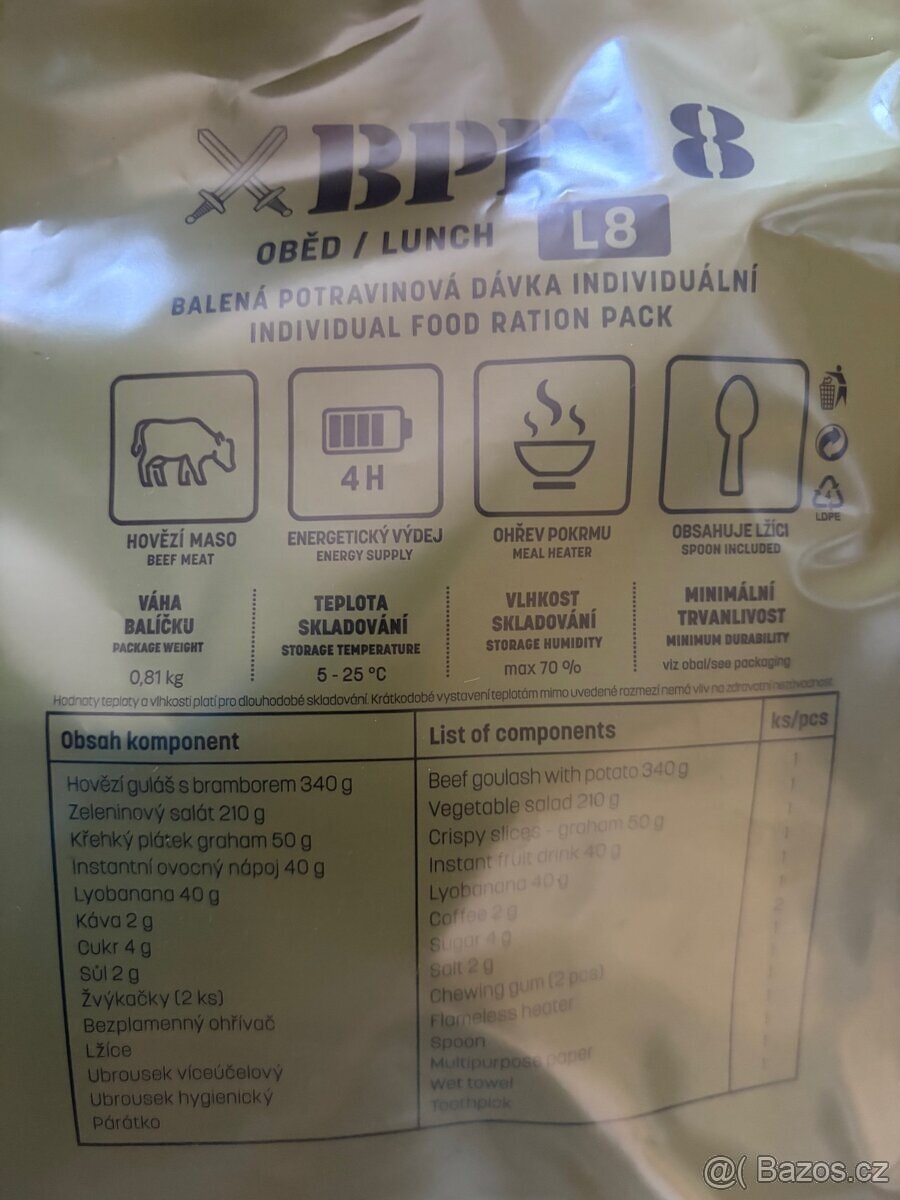 BPP 8
OBĚD / LUNCH L8
BALENÁ POTRAVINOVÁ DÁVKA INDIVIDUÁLNÍ
INDIVIDUAL FOOD RATION PACK
4H
HOVĚZÍ MASO
BEEF MEAT
ENERGETICKÝ VÝDEJ
ENERGY SUPPLY
OHŘEV POKRMU
MEAL HEATER
OBSAHUJE LŽÍCI
SPOON INCLUDED
4
LDPE
VÁHA
BALÍČKU
PACKAGE WEIGHT
0,81 kg
TEPLOTA
SKLADOVÁNÍ
STORAGE TEMPERATURE
5 - 25 °C
VLHKOST
SKLADOVÁNÍ
STORAGE HUMIDITY
max 70 %
MINIMÁLNÍ
TRVANLIVOST
MINIMUM DURABILITY
viz obal/see packaging
Hodnoty teploty a vlhkosti platí pro dlouhodobé skladování. Krátkodobé vystavení teplotám mimo uvedené rozmezí nemá vliv na zdravotní nezávadnost.
Obsah komponent List of components ks/pcs
Hovězí guláš s bramborem 340 g Beef goulash with potato 340 g 1
Zeleninový salát 210 g Vegetable salad 210 g 1
Křehký plátek graham 50 g Crispy slices - graham 50 g 1
Instantní ovocný nápoj 40 g Instant fruit drink 40 g 1
Lyobanana 40 g Lyobanana 40 g 1
Káva 2 g Coffee 2 g 2
Cukr 4 g Sugar 4 g
Sůl 2 g Salt 2 g
Žvýkačky (2 ks) Chewing gum (2 pcs)
Bezplamenný ohřívač Flameless heater
Lžíce Spoon
Ubrousek víceúčelový Multipurpose paper
Ubrousek hygienický Wet towel
Párátko Toothpick
@( Bazos.cz